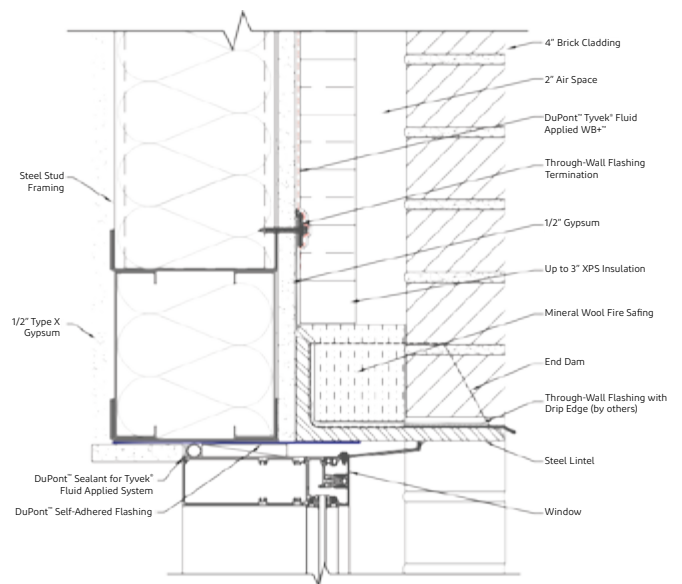 4" Brick Cladding
2" Air Space
DuPont™ Tyvek® Fluid
Applied WB+™
Through-Wall Flashing
Termination
Steel Stud
Framing
1/2" Gypsum
Up to 3" XPS Insulation
Mineral Wool Fire Safing
1/2" Type X
Gypsum
End Dam
Through-Wall Flashing with
Drip Edge (by others)
Steel Lintel
DuPont™ Sealant for Tyvek®
Fluid Applied System
DuPont™ Self-Adhered Flashing
Window